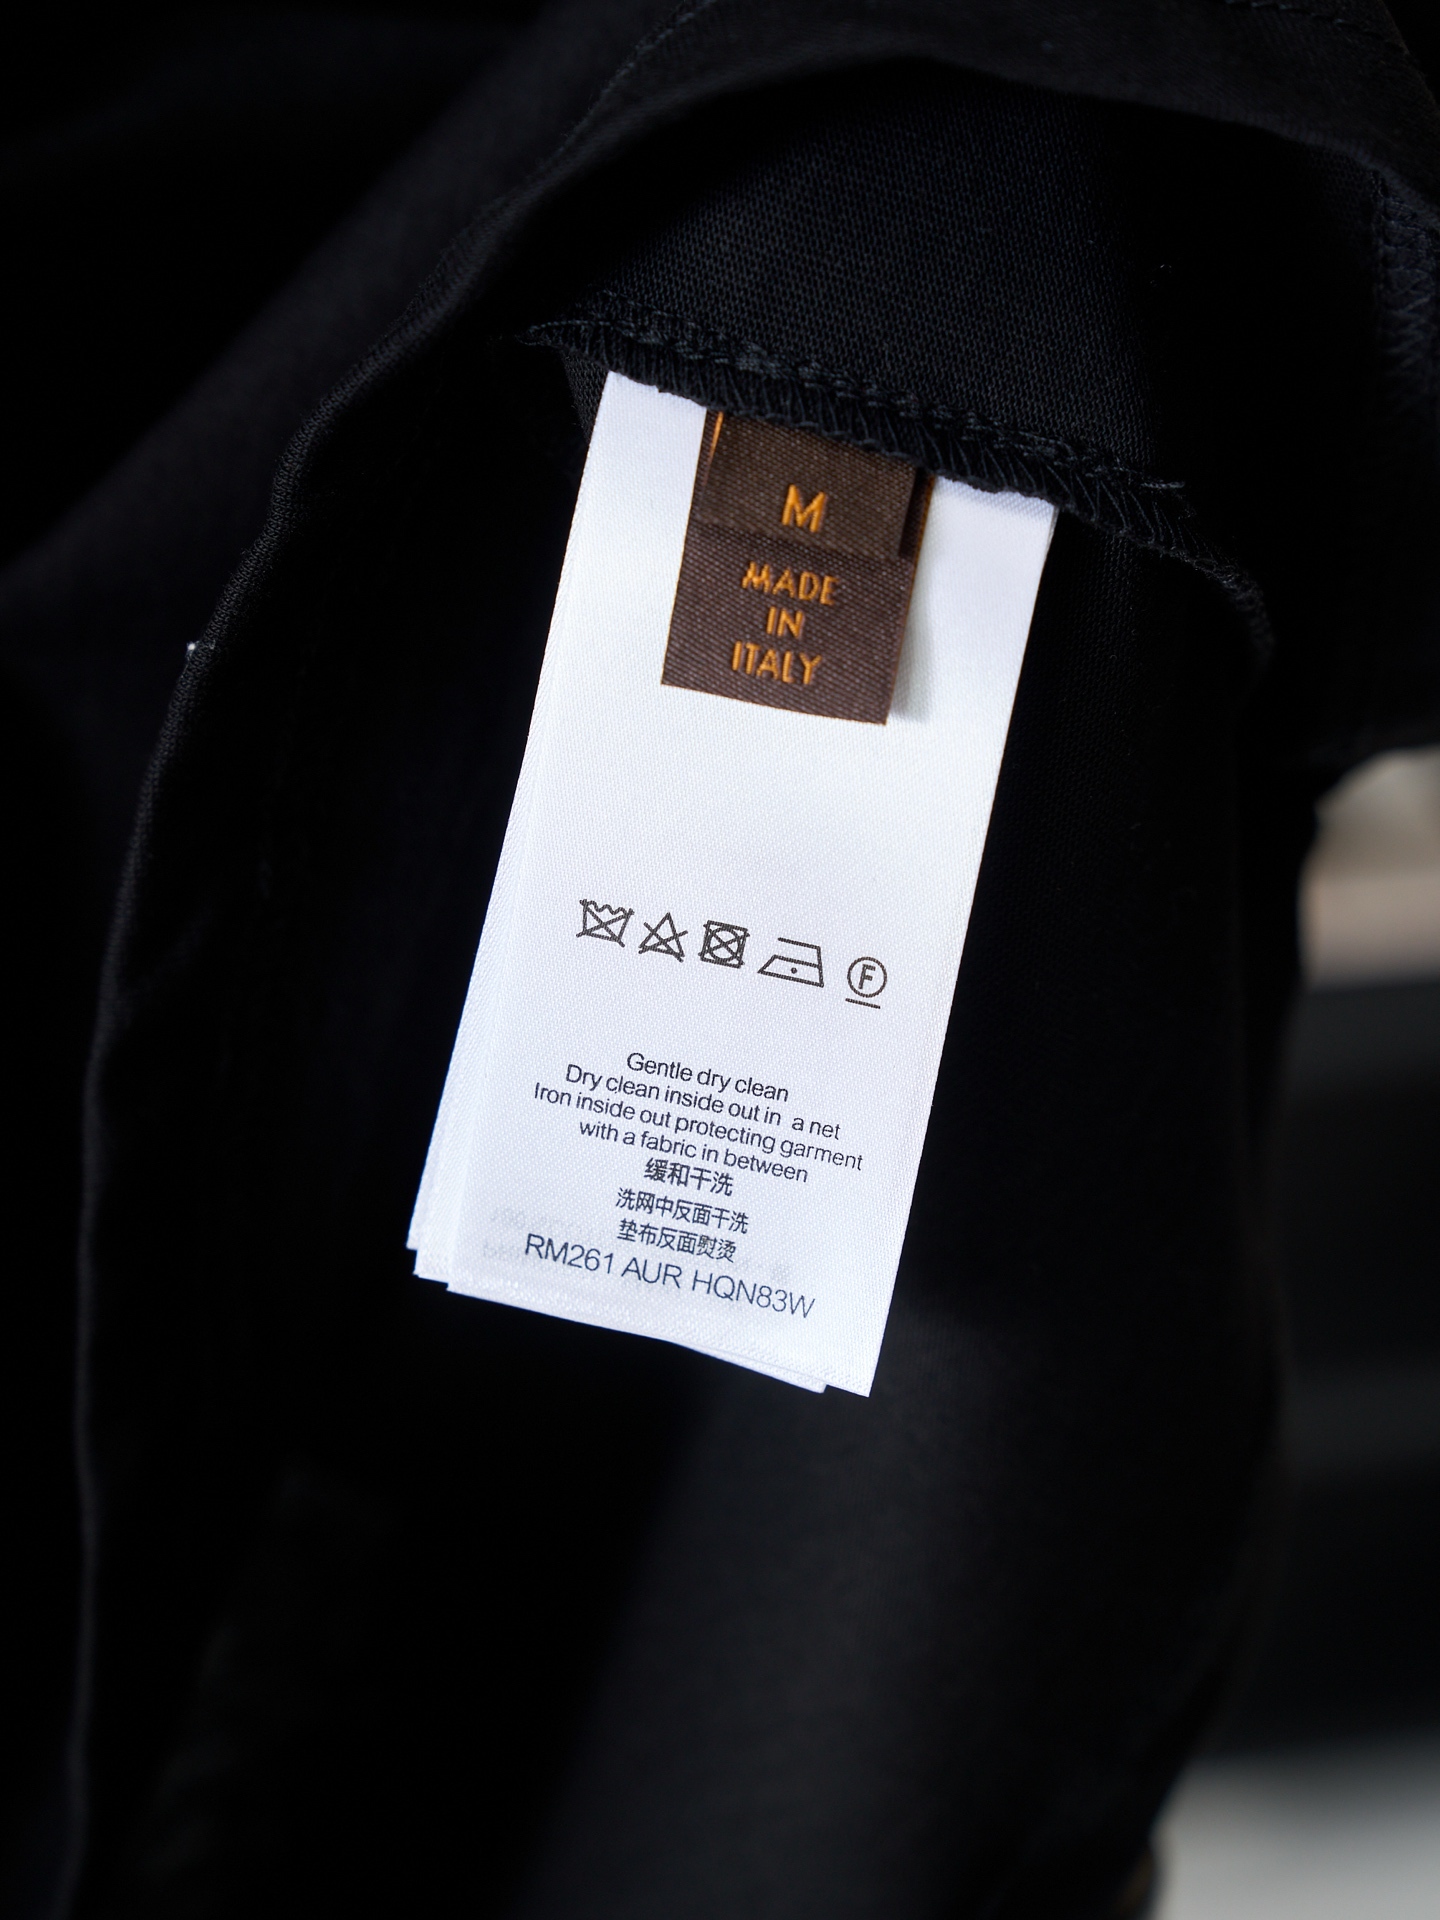 M
MADE
IN
ITALY
F
Gentle dry clean
Dry clean inside out in a net
Iron inside out protecting garment
with a fabric in between
缓和干洗
洗网中反面干洗
垫布反面熨烫
RM261 AUR HQN83W